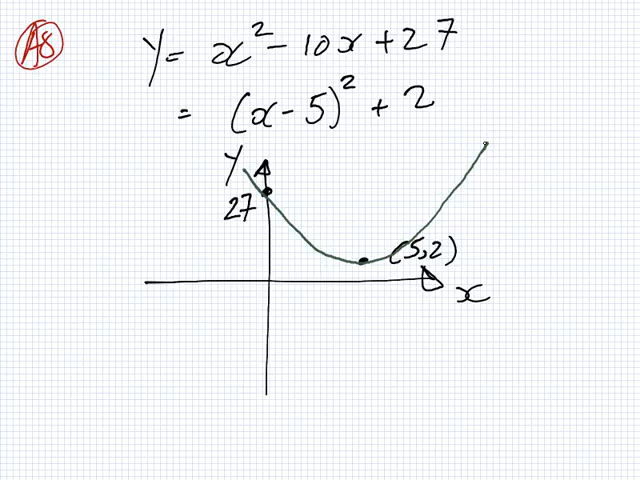 A8
y = x² - 10x + 27
= (x - 5)² + 2
y
27
(5,2)
x